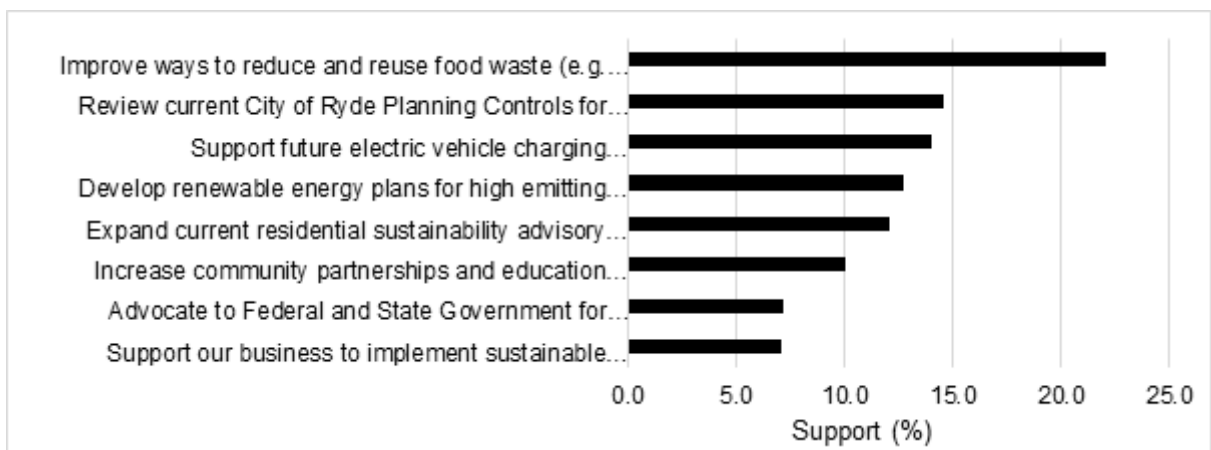 Improve ways to reduce and reuse food waste (e.g....
Review current City of Ryde Planning Controls for...
Support future electric vehicle charging...
Develop renewable energy plans for high emitting...
Expand current residential sustainability advisory...
Increase community partnerships and education...
Advocate to Federal and State Government for...
Support our business to implement sustainable...
0.0 5.0 10.0 15.0 20.0 25.0
Support (%)